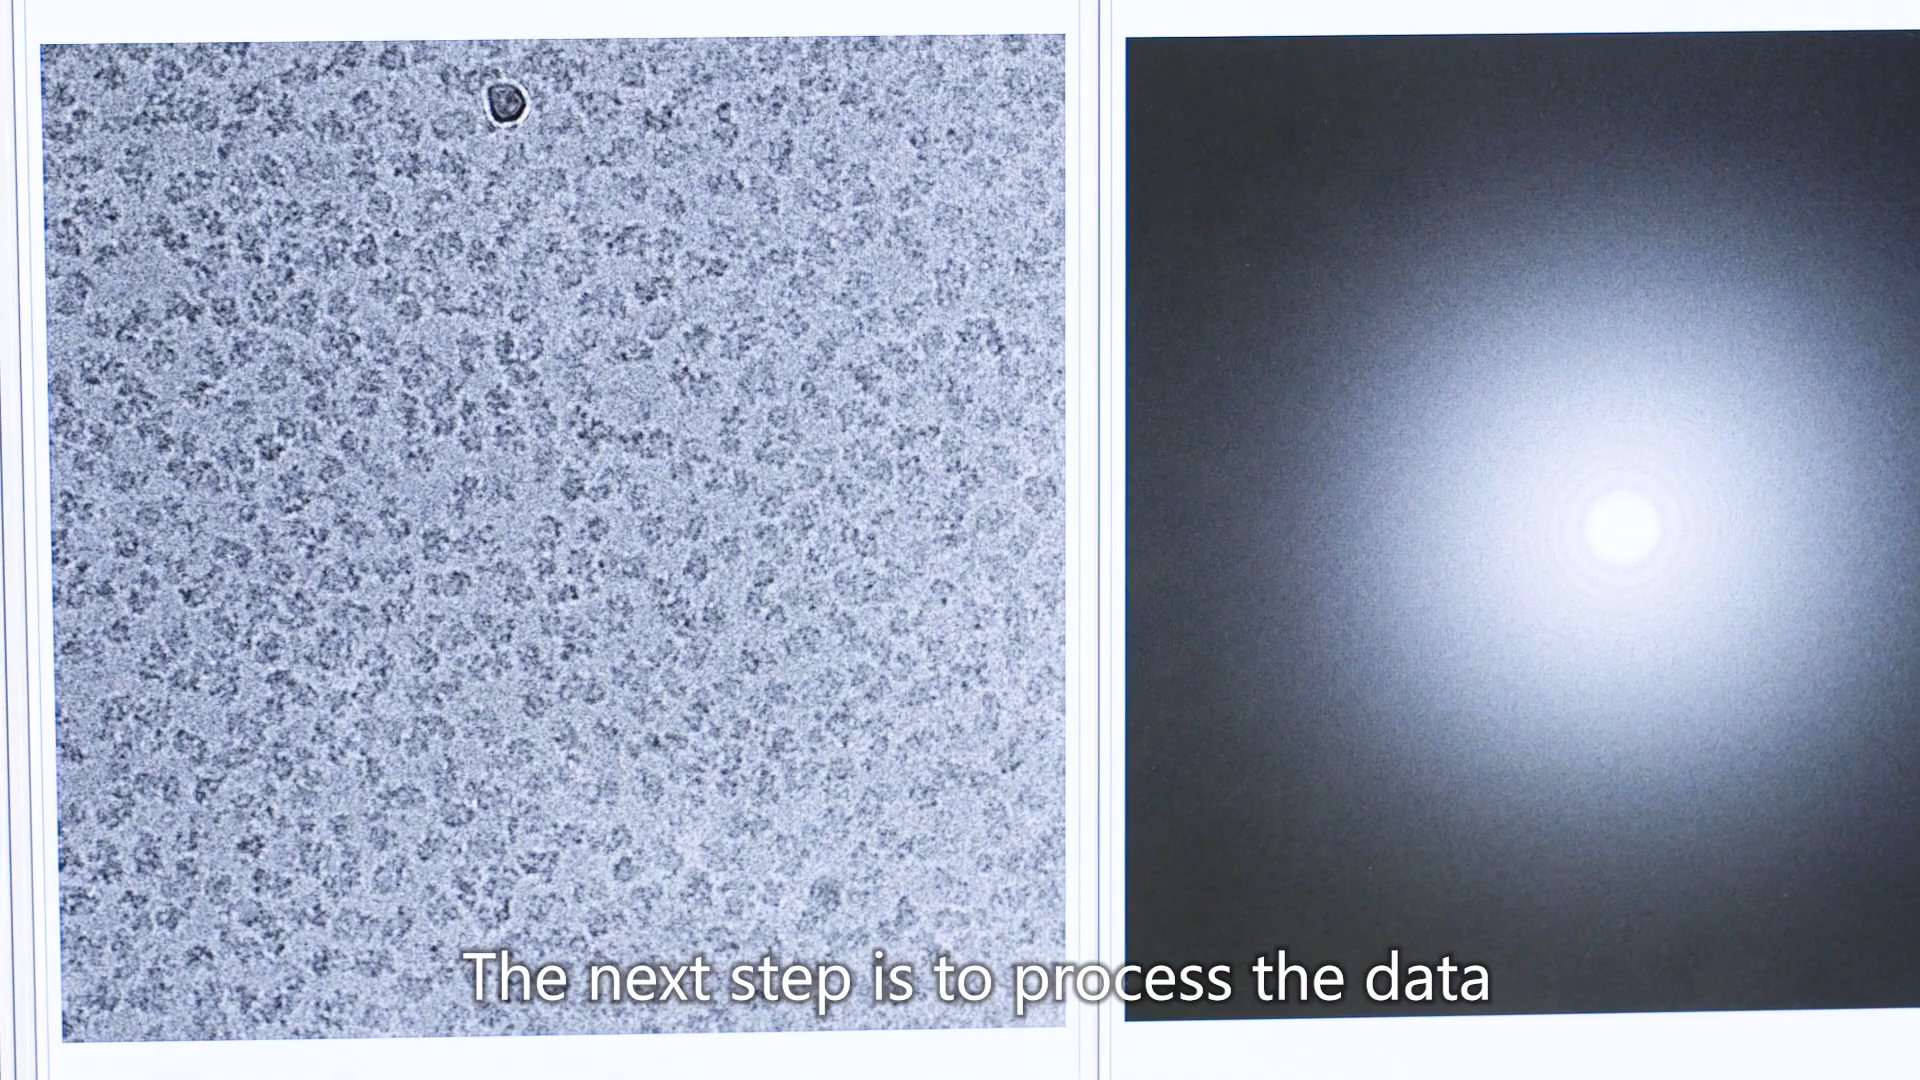 The next step is to process the data